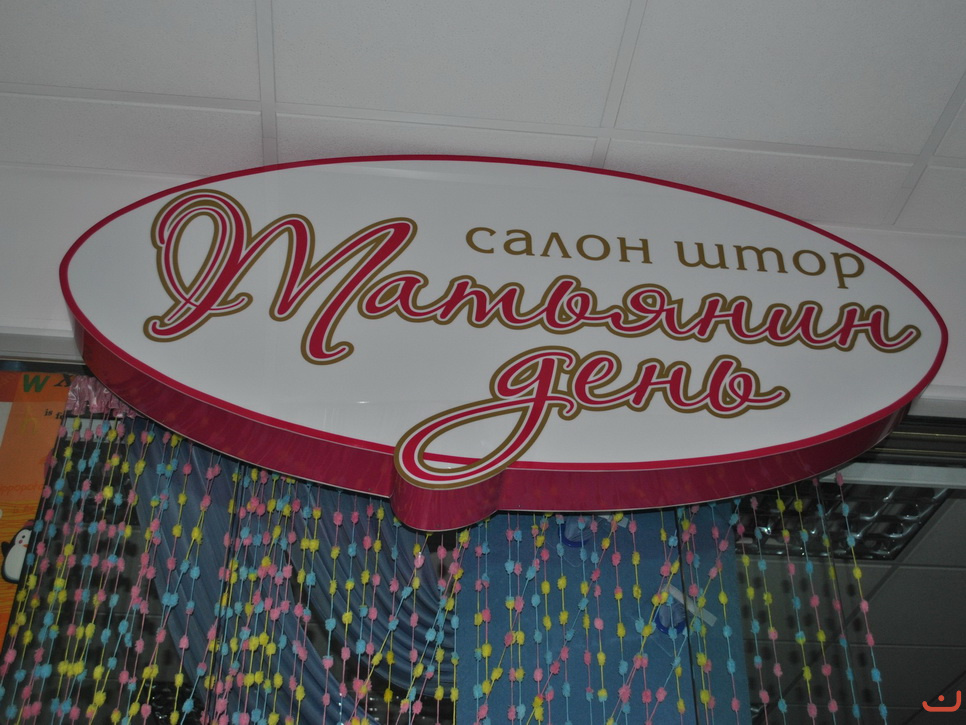 салон штор
Татьянин
день